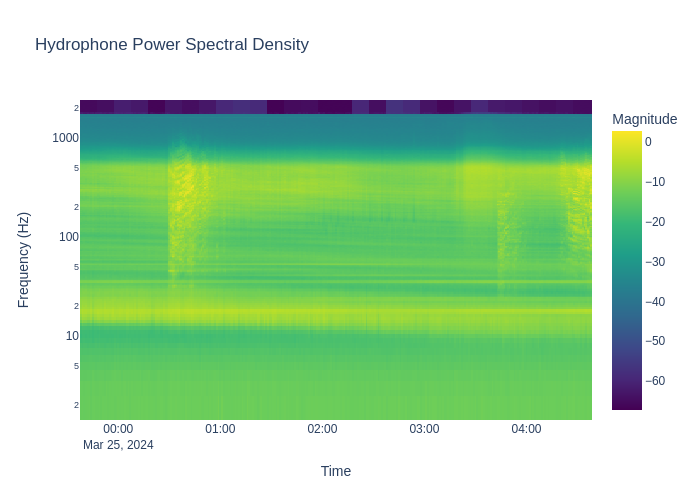 Hydrophone Power Spectral Density
Magnitude
2
1000
5
2
100
5
2
10
5
2
Frequency (Hz)
0
−10
−20
−30
−40
−50
−60
00:00 01:00 02:00 03:00 04:00
Mar 25, 2024
Time